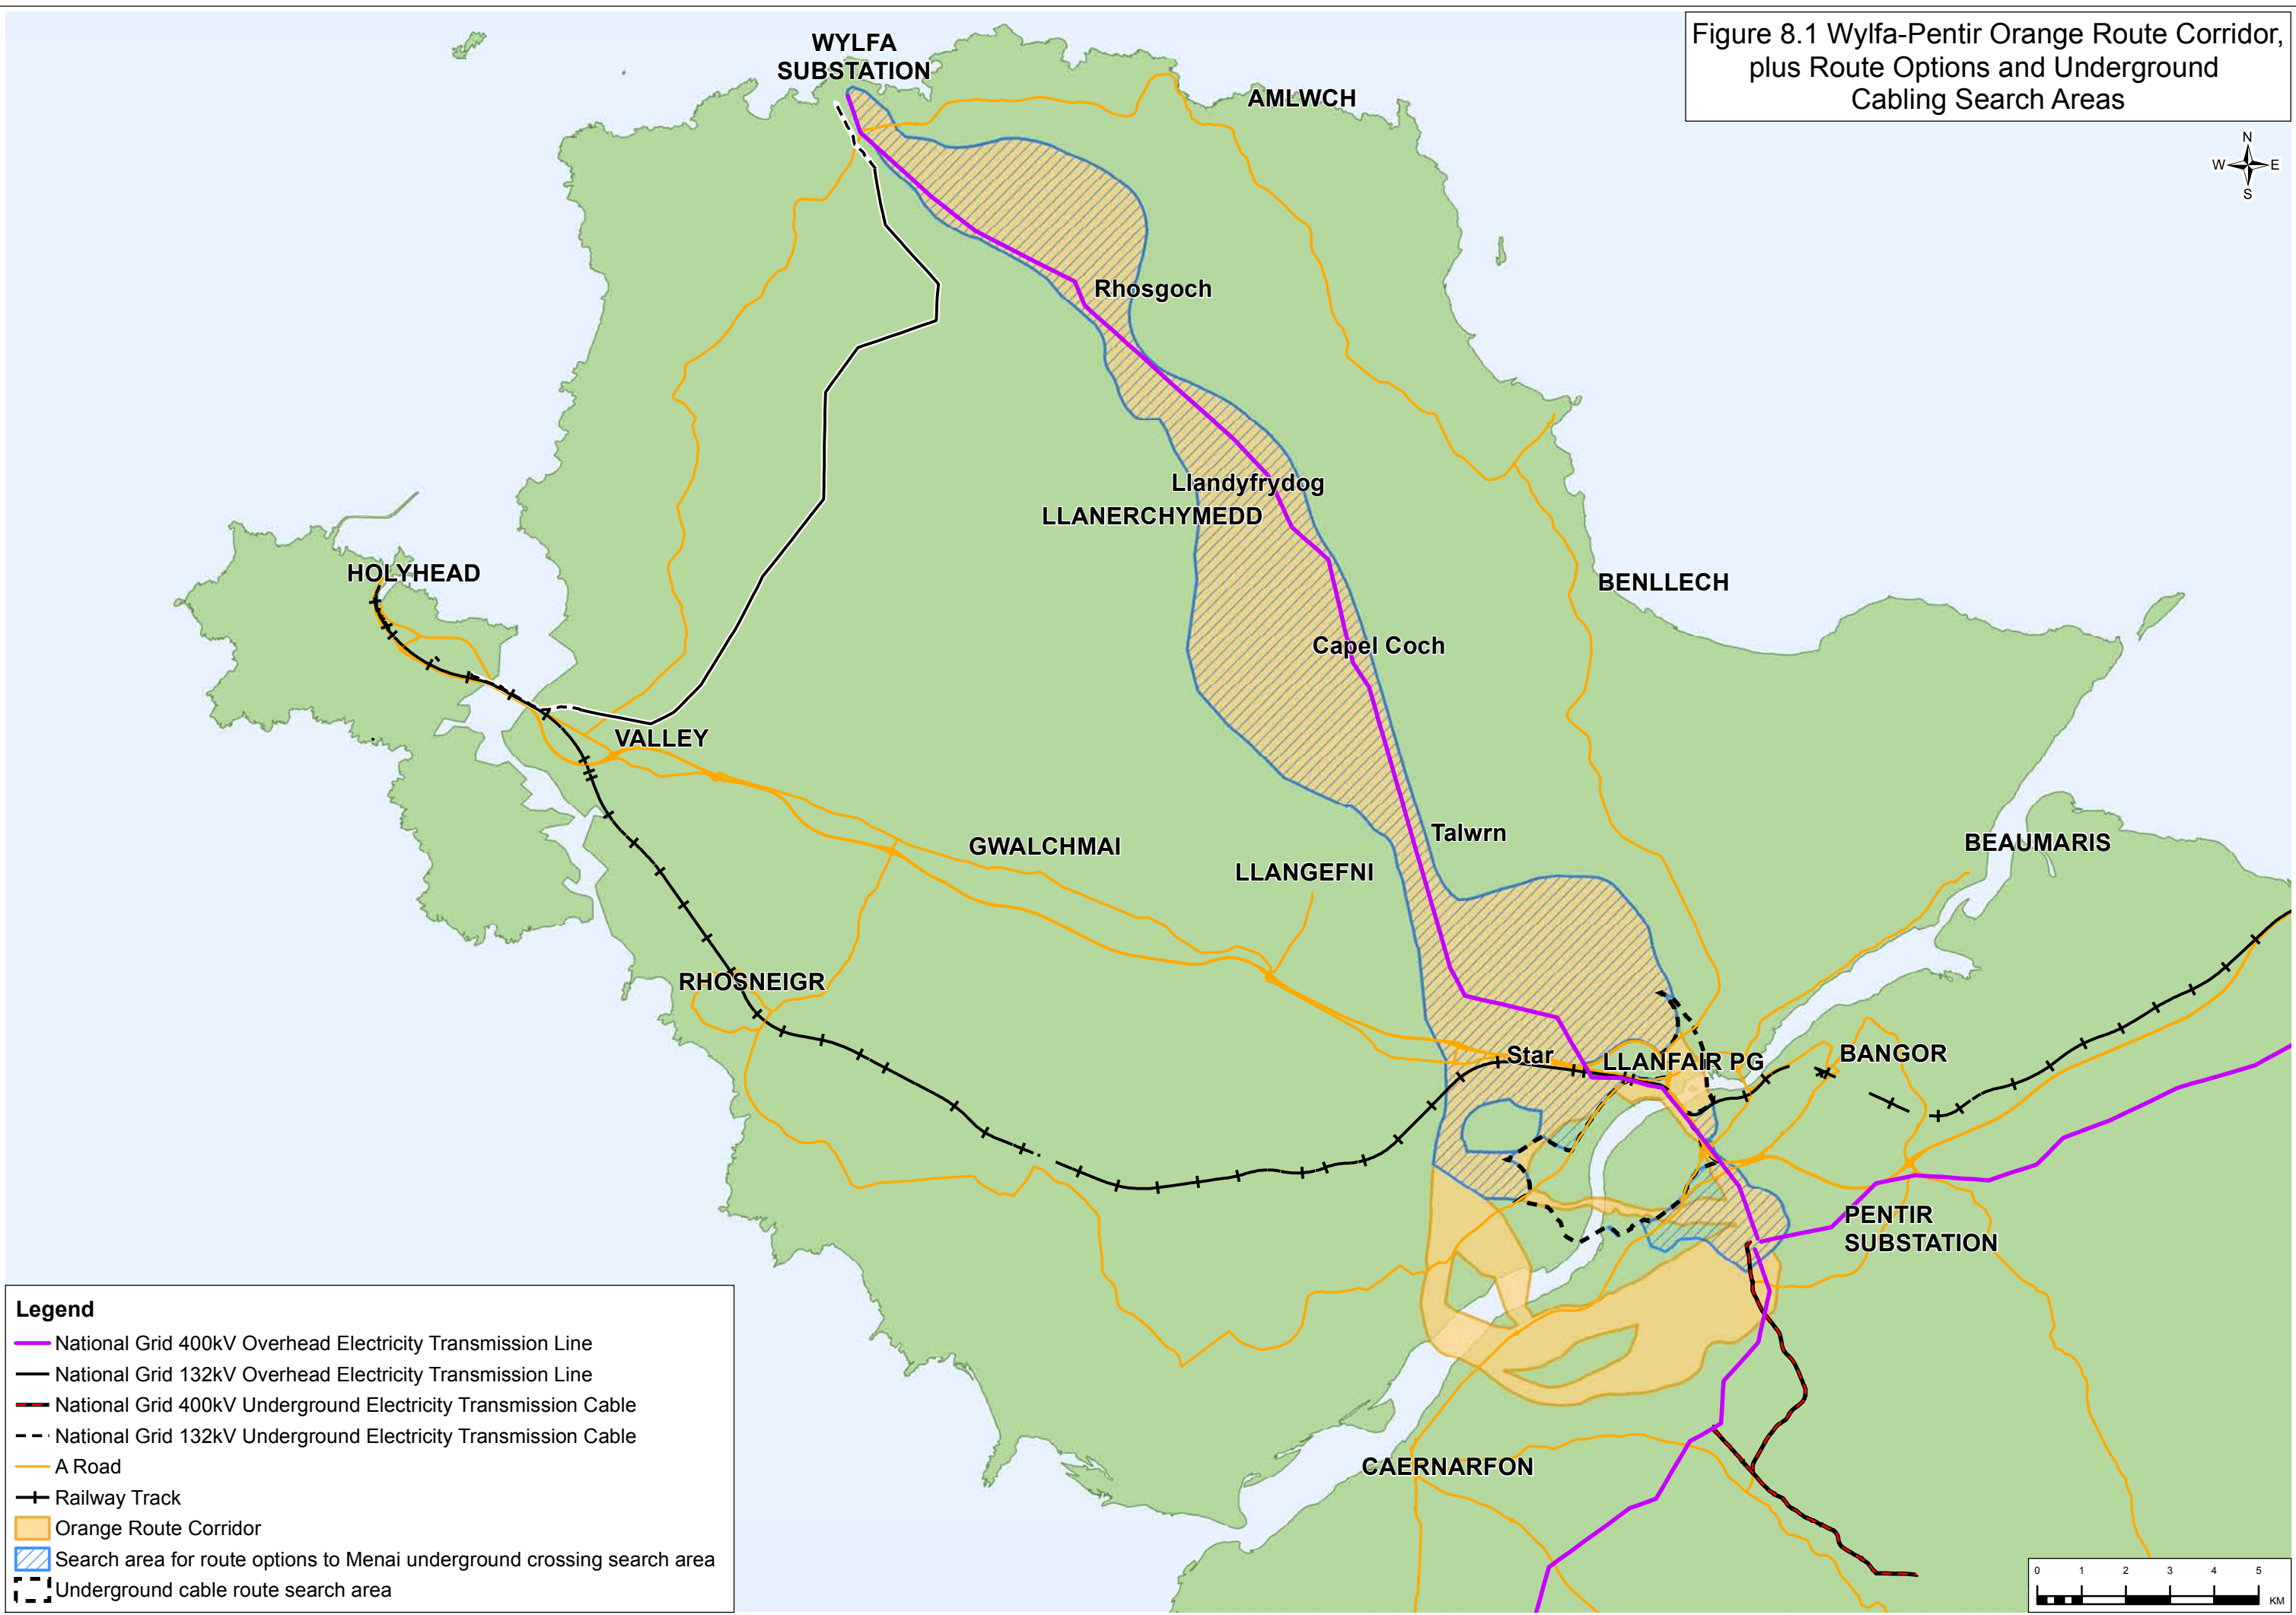 Figure 8.1 Wylfa-Pentir Orange Route Corridor,
plus Route Options and Underground
Cabling Search Areas
WYLFA
SUBSTATION
AMLWCH
N
W
E
S
Rhosgoch
Llandyfrydog
LLANERCHYMEDD
HOLYHEAD
BENLLECH
Capel Coch
VALLEY
Talwrn
GWALCHMAI
BEAUMARIS
LLANGEFNI
RHOSNEIGR
Star
LLANFAIR PG
BANGOR
PENTIR
SUBSTATION
CAERNARFON
Legend
National Grid 400kV Overhead Electricity Transmission Line
National Grid 132kV Overhead Electricity Transmission Line
National Grid 400kV Underground Electricity Transmission Cable
National Grid 132kV Underground Electricity Transmission Cable
A Road
Railway Track
Orange Route Corridor
Search area for route options to Menai underground crossing search area
Underground cable route search area
0 1 2 3 4 5
KM